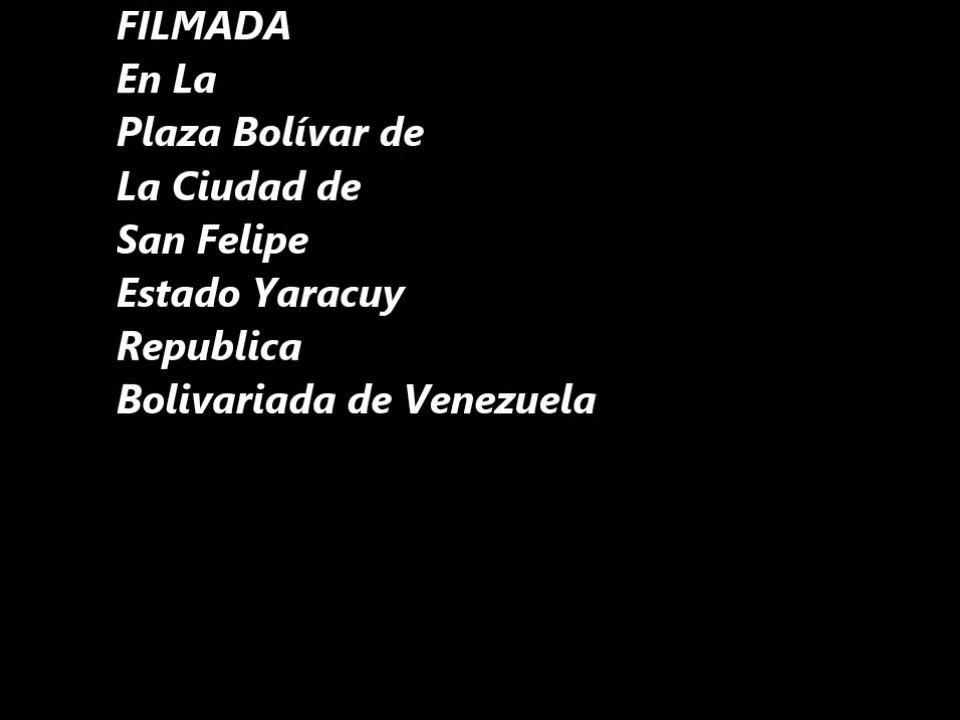 FILMADA
En La
Plaza Bolívar de
La Ciudad de
San Felipe
Estado Yaracuy
Republica
Bolivariada de Venezuela